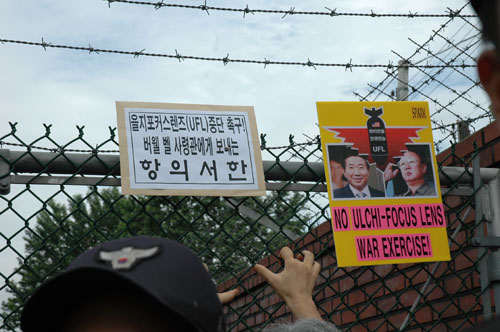 을지포커스렌즈(UFL)중단 촉구!
버웰 벨 사령관에게 보내는
항의서한
SPARK
UFL
NO ULCHI-FOCUS LENS
WAR EXERCISE!